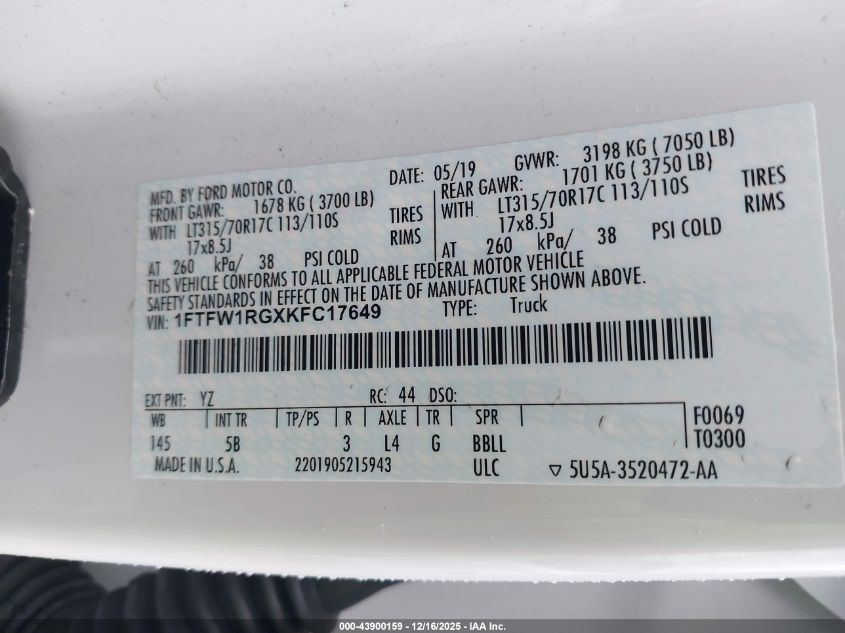 MFD. BY FORD MOTOR CO. DATE: 05/19 GVWR: 3198 KG ( 7050 LB)
FRONT GAWR: 1678 KG ( 3700 LB) REAR GAWR: 1701 KG ( 3750 LB)
WITH LT315/70R17C 113/110S TIRES WITH LT315/70R17C 113/110S TIRES
17x8.5J RIMS 17x8.5J RIMS
AT 260 kPa/ 38 PSI COLD AT 260 kPa/ 38 PSI COLD
THIS VEHICLE CONFORMS TO ALL APPLICABLE FEDERAL MOTOR VEHICLE
SAFETY STANDARDS IN EFFECT ON THE DATE OF MANUFACTURE SHOWN ABOVE.
VIN: 1FTFW1RGXKFC17649 TYPE: Truck
EXT PNT: YZ RC: 44 DSO:
WB INT TR TP/PS R AXLE TR SPR F0069
145 5B 3 L4 G BBLL T0300
MADE IN U.S.A. 2201905215943 ULC ▽ 5U5A-3520472-AA
000-43900159 - 12/16/2025 - IAA Inc.